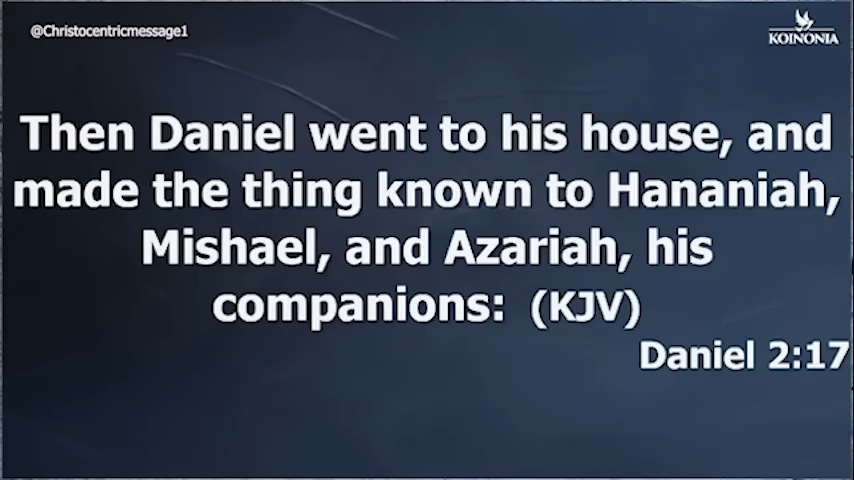 @Christocentricmessage1
KOINONIA
Then Daniel went to his house, and
made the thing known to Hananiah,
Mishael, and Azariah, his
companions: (KJV)
Daniel 2:17